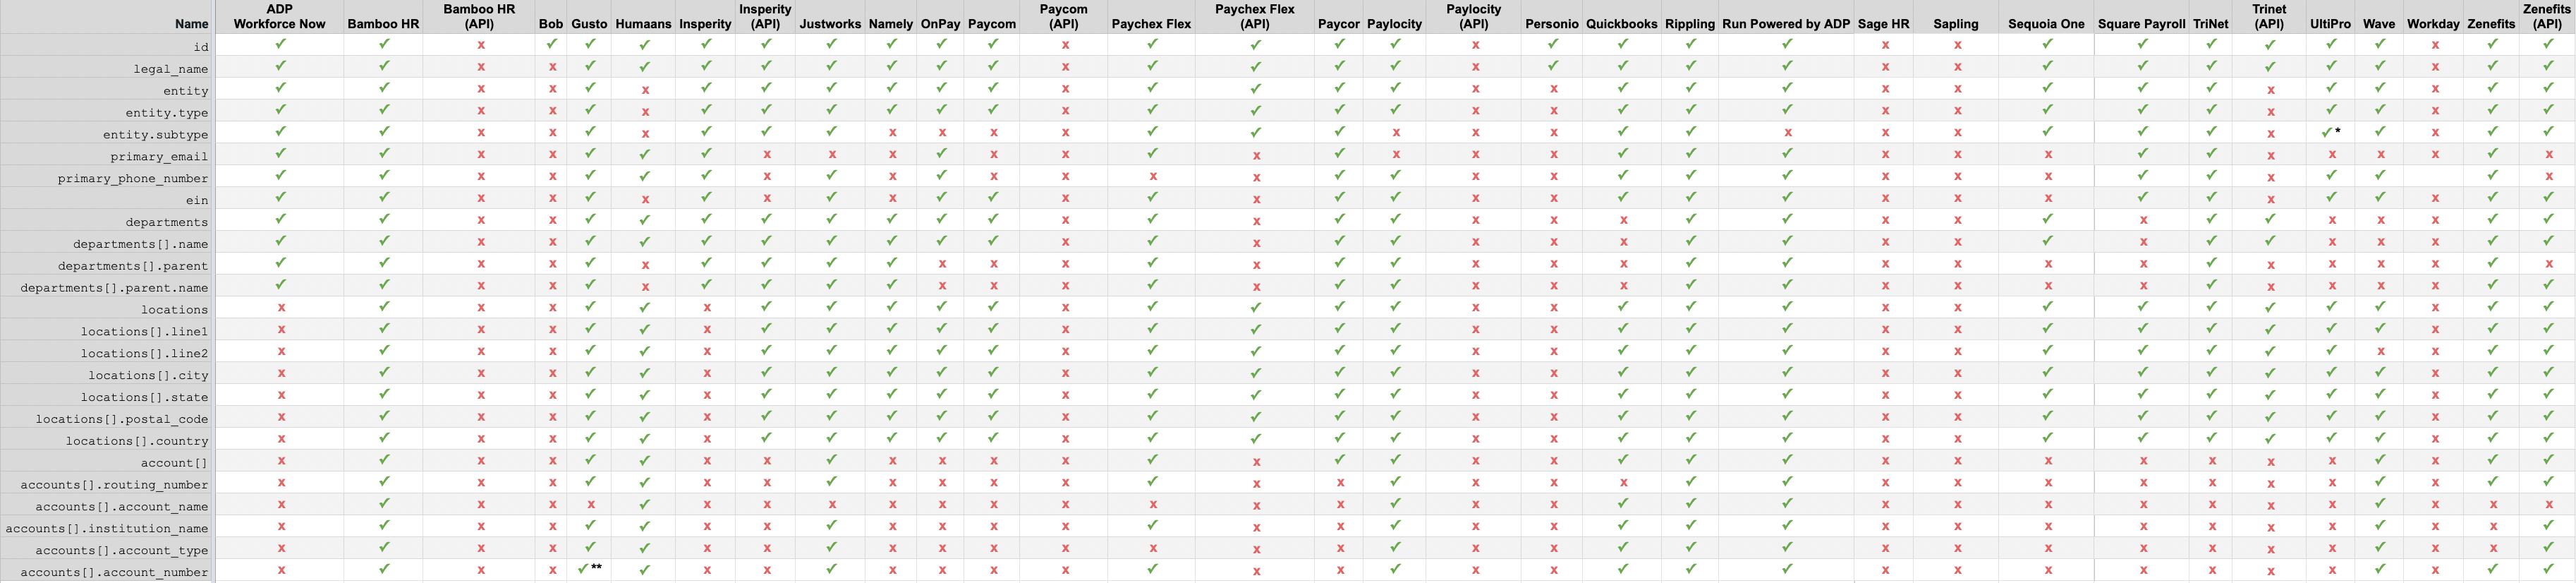 Name ADP Workforce Now Bamboo HR Bamboo HR (API) Bob Gusto Humaans Insperity Insperity (API) Justworks Namely OnPay Paycom Paycom (API) Paychex Flex Paychex Flex (API) Paycor Paylocity Paylocity (API) Personio Quickbooks Rippling Run Powered by ADP Sage HR Sapling Sequoia One Square Payroll TriNet Trinet (API) UltiPro Wave Workday Zenefits Zenefits (API)
id ✓ ✓ x ✓ ✓ ✓ ✓ ✓ ✓ ✓ ✓ ✓ x ✓ ✓ ✓ ✓ x ✓ ✓ ✓ ✓ x x ✓ ✓ ✓ ✓ ✓ ✓ x ✓ ✓
legal_name ✓ ✓ x x ✓ ✓ ✓ ✓ ✓ ✓ ✓ ✓ x ✓ ✓ ✓ ✓ x ✓ ✓ ✓ ✓ x x ✓ ✓ ✓ ✓ ✓ ✓ x ✓ ✓
entity ✓ ✓ x x ✓ x ✓ ✓ ✓ ✓ ✓ ✓ x ✓ ✓ ✓ ✓ x x ✓ ✓ ✓ x x ✓ ✓ ✓ x ✓ ✓ x ✓ ✓
entity.type ✓ ✓ x x ✓ x ✓ ✓ ✓ ✓ ✓ ✓ x ✓ ✓ ✓ ✓ x x ✓ ✓ ✓ x x ✓ ✓ ✓ x ✓ ✓ x ✓ ✓
entity.subtype ✓ ✓ x x ✓ x ✓ ✓ ✓ x x x x ✓ ✓ ✓ x x x ✓ ✓ x x x ✓ ✓ ✓ x ✓* ✓ x ✓ ✓
primary_email ✓ ✓ x x ✓ ✓ ✓ x x x ✓ x x ✓ x ✓ x x x ✓ ✓ ✓ x x x ✓ ✓ x x x x ✓ x
primary_phone_number ✓ ✓ x x ✓ ✓ ✓ x x x ✓ x x x x ✓ ✓ x x ✓ ✓ ✓ x x x ✓ ✓ x ✓ ✓ ✓ x
ein ✓ ✓ x x ✓ x ✓ x ✓ x ✓ ✓ x ✓ x ✓ ✓ x x ✓ ✓ ✓ x x x ✓ ✓ x ✓ ✓ x ✓ ✓
departments ✓ ✓ x x ✓ ✓ ✓ ✓ ✓ ✓ ✓ ✓ x ✓ x ✓ ✓ x x x ✓ ✓ x x ✓ x ✓ ✓ x x x ✓ ✓
departments[].name ✓ ✓ x x ✓ ✓ ✓ ✓ ✓ ✓ ✓ ✓ x ✓ x ✓ ✓ x x x ✓ ✓ x x ✓ x ✓ ✓ x x x ✓ ✓
departments[].parent ✓ ✓ x x ✓ x ✓ ✓ ✓ ✓ x x x ✓ x ✓ ✓ x x x ✓ ✓ x x x x ✓ x x x x ✓ x
departments[].parent.name ✓ ✓ x x ✓ x ✓ ✓ ✓ ✓ x x x ✓ x ✓ ✓ x x x ✓ ✓ x x x x ✓ x x x x ✓ ✓
locations x ✓ x x ✓ ✓ x ✓ ✓ ✓ ✓ ✓ x ✓ ✓ ✓ ✓ x x ✓ ✓ ✓ x x ✓ ✓ ✓ ✓ ✓ ✓ x ✓ ✓
locations[].line1 x ✓ x x ✓ ✓ x ✓ ✓ ✓ ✓ ✓ x ✓ ✓ ✓ ✓ x x ✓ ✓ ✓ x x ✓ ✓ ✓ ✓ ✓ ✓ x ✓ ✓
locations[].line2 x ✓ x x ✓ ✓ x ✓ ✓ ✓ ✓ ✓ x ✓ ✓ ✓ ✓ x x ✓ ✓ ✓ x x ✓ ✓ ✓ ✓ ✓ x x ✓ ✓
locations[].city x ✓ x x ✓ ✓ x ✓ ✓ ✓ ✓ ✓ x ✓ ✓ ✓ ✓ x x ✓ ✓ ✓ x x ✓ ✓ ✓ ✓ ✓ ✓ x ✓ ✓
locations[].state x ✓ x x ✓ ✓ x ✓ ✓ ✓ ✓ ✓ x ✓ ✓ ✓ ✓ x x ✓ ✓ ✓ x x ✓ ✓ ✓ ✓ ✓ ✓ x ✓ ✓
locations[].postal_code x ✓ x x ✓ ✓ x ✓ ✓ ✓ ✓ ✓ x ✓ ✓ ✓ ✓ x x ✓ ✓ ✓ x x ✓ ✓ ✓ ✓ ✓ ✓ x ✓ ✓
locations[].country x ✓ x x ✓ ✓ x ✓ ✓ ✓ ✓ ✓ x ✓ ✓ ✓ ✓ x x ✓ ✓ ✓ x x ✓ ✓ ✓ ✓ ✓ ✓ x ✓ ✓
account[] x ✓ x x ✓ ✓ x x ✓ x x x x ✓ x ✓ ✓ x x ✓ ✓ ✓ x x x x x x x ✓ x ✓ ✓
accounts[].routing_number x ✓ x x ✓ ✓ x x ✓ x x x x ✓ x x ✓ x x x ✓ ✓ x x x x x x x ✓ x ✓ ✓
accounts[].account_name x ✓ x x x ✓ x x x x x x x x x x ✓ x x ✓ ✓ ✓ x x x x x x x ✓ x x x
accounts[].institution_name x ✓ x x ✓ ✓ x x ✓ x x x x ✓ x x ✓ x x ✓ ✓ ✓ x x x x x x x ✓ x x ✓
accounts[].account_type x ✓ x x ✓ ✓ x x ✓ x x x x x x x ✓ x x ✓ ✓ ✓ x x x x x x x ✓ x x ✓
accounts[].account_number x ✓ x x ✓** ✓ x x ✓ x x x x ✓ x x ✓ x x ✓ ✓ ✓ x x x x x x x ✓ x ✓ ✓